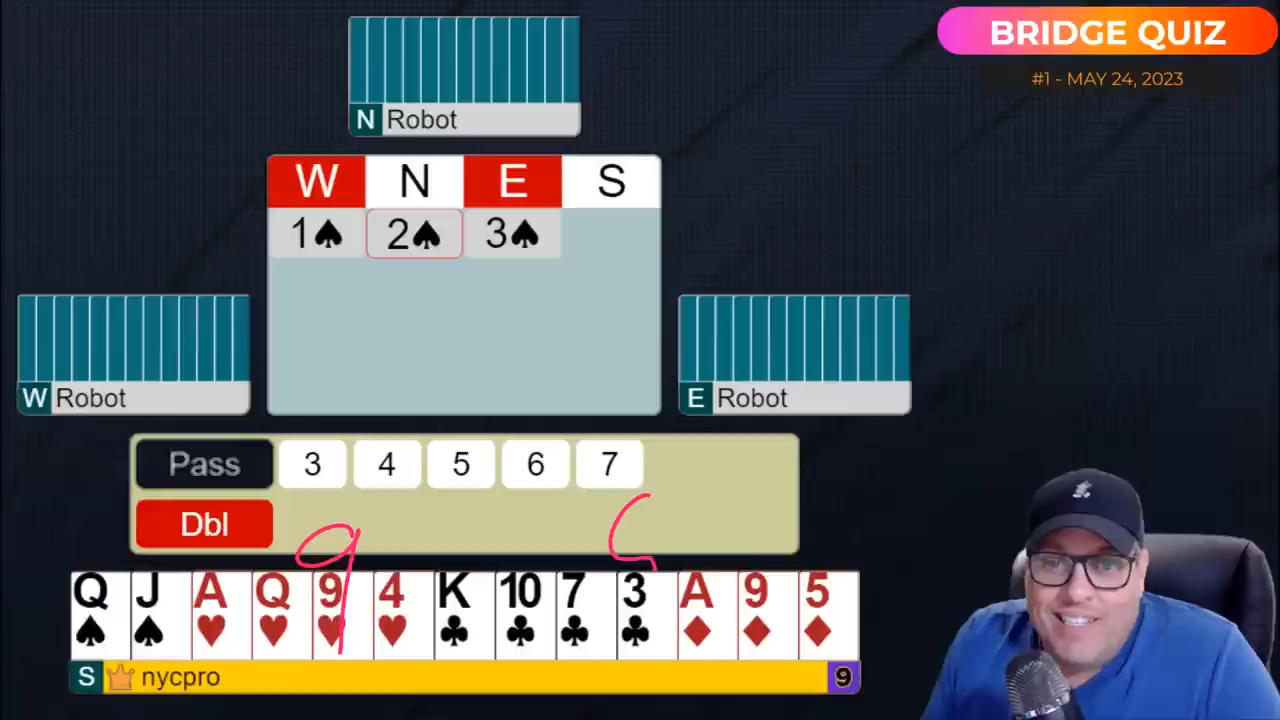 BRIDGE QUIZ
#1 - MAY 24, 2023
N Robot
W N E S
1♠ 2♠ 3♠
W Robot
E Robot
Pass 3 4 5 6 7
Dbl
9
Q♠ J♠ A♥ Q♥ 9♥ 4♥ K♣ 10♣ 7♣ 3♣ A♦ 9♦ 5♦
S nycpro 9